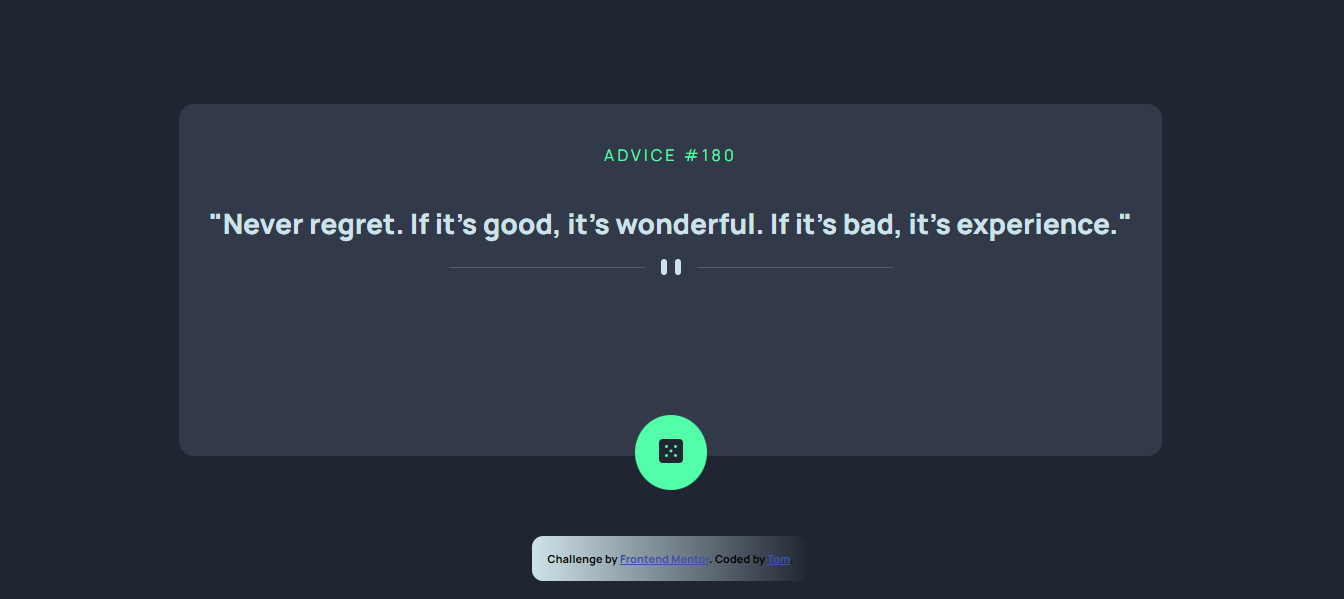 ADVICE #180
"Never regret. If it's good, it's wonderful. If it's bad, it's experience."
Challenge by Frontend Mentor. Coded by Tom.